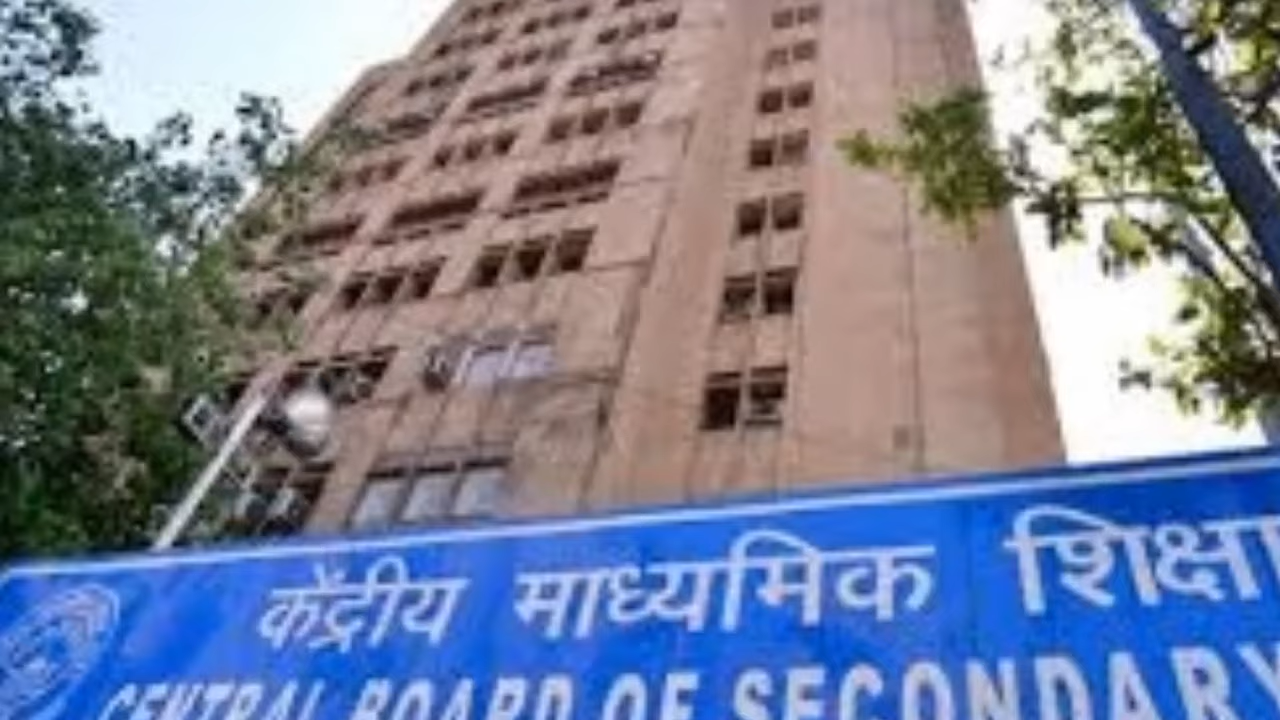 केंद्रीय माध्यमिक शिक्षा
CENTRAL BOARD OF SECONDARY